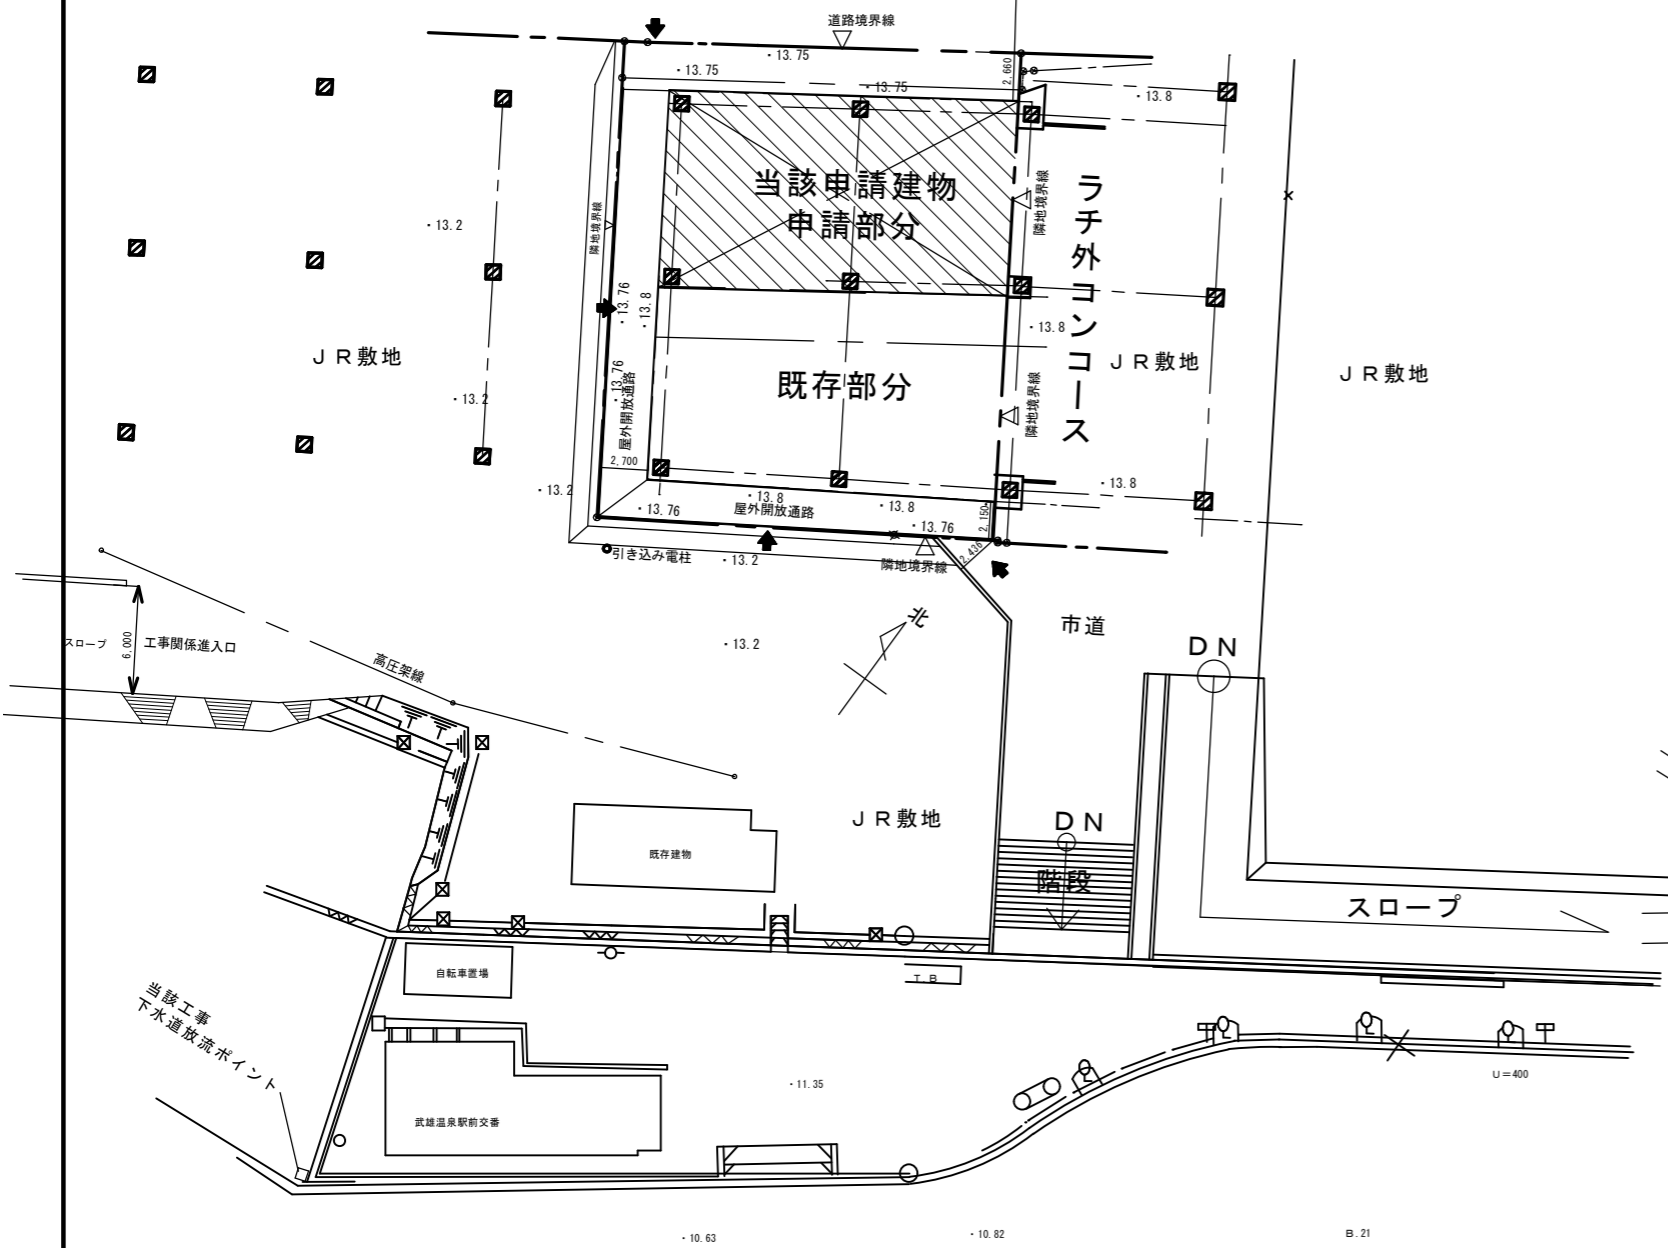 道路境界線
・13.75
・13.75
・13.75
2,660
・13.8
当該申請建物
申請部分
隣地境界線
隣地境界線
ラチ外コンコース
・13.2
・13.76
・13.8
・13.8
ＪＲ敷地
ＪＲ敷地
ＪＲ敷地
既存部分
・13.76
屋外開放通路
隣地境界線
・13.2
2,700
・13.2
・13.8
・13.8
・13.8
・13.76
屋外開放通路
・13.76
2,150
2,436
引き込み電柱
・13.2
隣地境界線
北
市道
スロープ
6,000
工事関係進入口
・13.2
ＤＮ
高圧架線
ＪＲ敷地
ＤＮ
既存建物
階段
スロープ
自転車置場
T.B
当該工事
下水道放流ポイント
・11.35
U=400
武雄温泉駅前交番
・10.63
・10.82
B.21